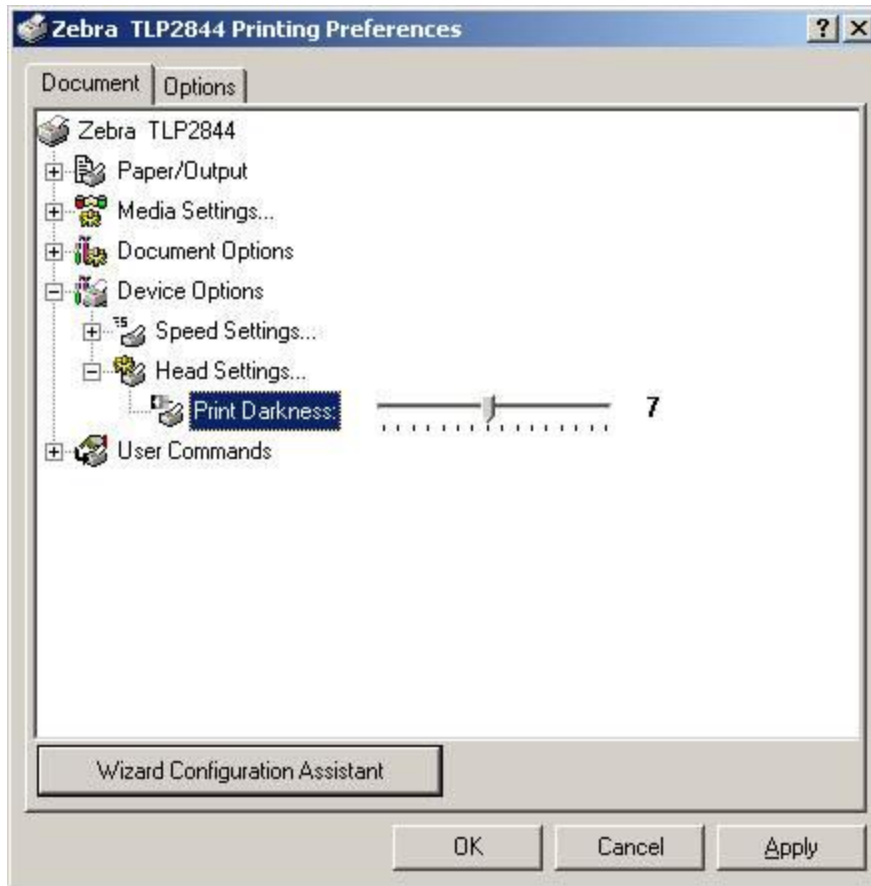 Zebra TLP2844 Printing Preferences
Document Options
Zebra TLP2844
Paper/Output
Media Settings...
Document Options
Device Options
Speed Settings...
Head Settings...
Print Darkness: 7
User Commands
Wizard Configuration Assistant
OK Cancel Apply